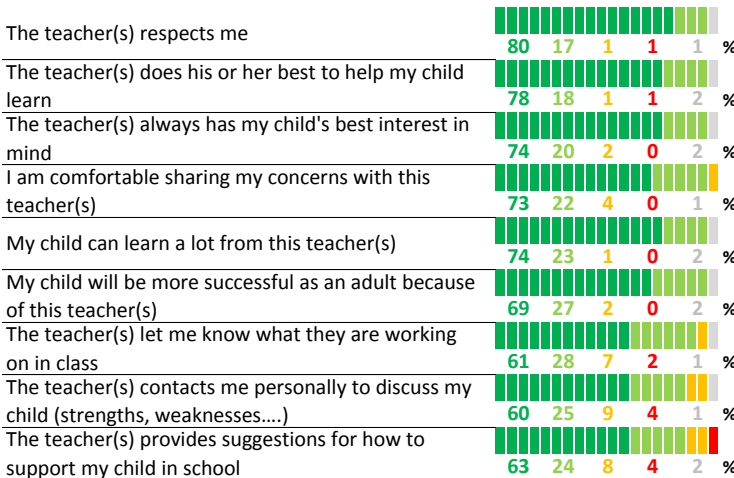 The teacher(s) respects me
80 17 1 1 1 %
The teacher(s) does his or her best to help my child
learn
78 18 1 1 2 %
The teacher(s) always has my child's best interest in
mind
74 20 2 0 2 %
I am comfortable sharing my concerns with this
teacher(s)
73 22 4 0 1 %
My child can learn a lot from this teacher(s)
74 23 1 0 2 %
My child will be more successful as an adult because
of this teacher(s)
69 27 2 0 2 %
The teacher(s) let me know what they are working
on in class
61 28 7 2 1 %
The teacher(s) contacts me personally to discuss my
child (strengths, weaknesses....)
60 25 9 4 1 %
The teacher(s) provides suggestions for how to
support my child in school
63 24 8 4 2 %